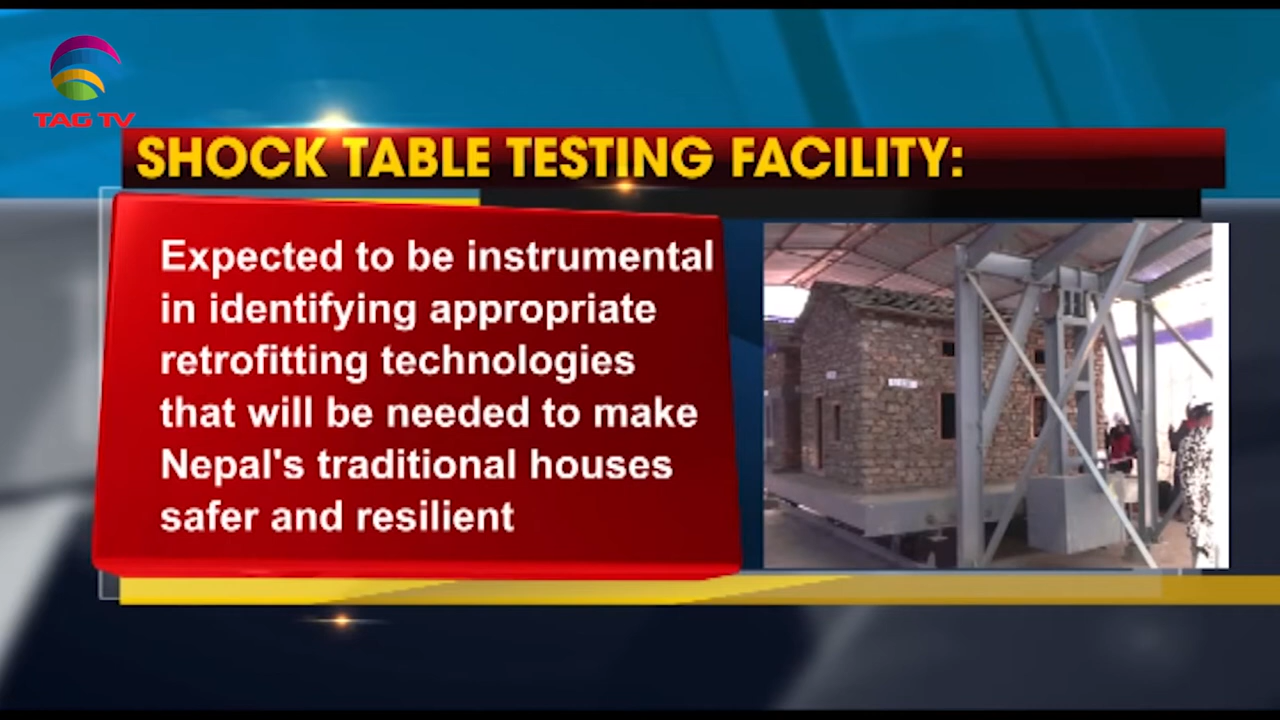 TAG TV
SHOCK TABLE TESTING FACILITY:
Expected to be instrumental
in identifying appropriate
retrofitting technologies
that will be needed to make
Nepal's traditional houses
safer and resilient